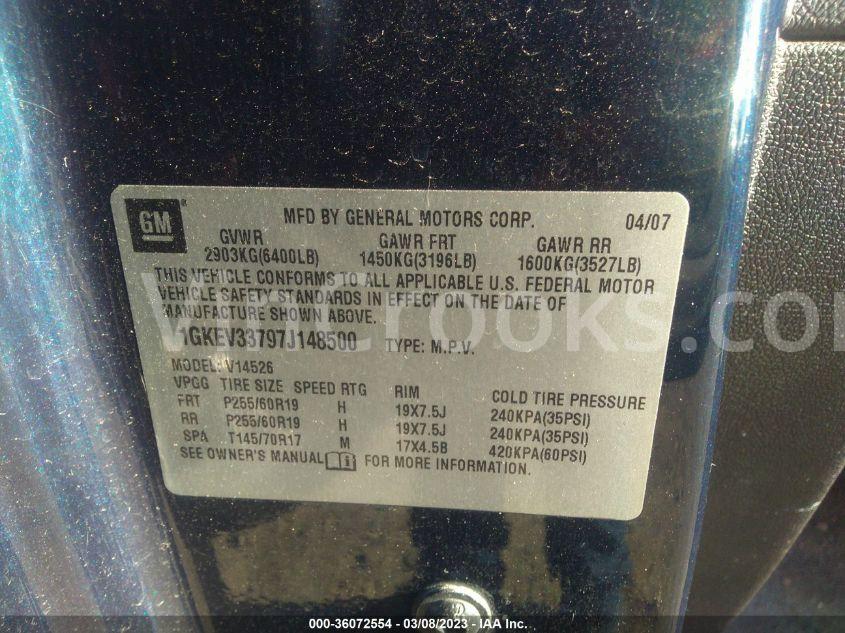 GM
MFD BY GENERAL MOTORS CORP. 04/07
GVWR GAWR FRT GAWR RR
2903KG(6400LB) 1450KG(3196LB) 1600KG(3527LB)
THIS VEHICLE CONFORMS TO ALL APPLICABLE U.S. FEDERAL MOTOR
VEHICLE SAFETY STANDARDS IN EFFECT ON THE DATE OF
MANUFACTURE SHOWN ABOVE.
1GKEV33797J148500 TYPE: M.P.V.
MODEL: V14526
VPGG TIRE SIZE SPEED RTG RIM COLD TIRE PRESSURE
FRT P255/60R19 H 19X7.5J 240KPA(35PSI)
RR P255/60R19 H 19X7.5J 240KPA(35PSI)
SPA T145/70R17 M 17X4.5B 420KPA(60PSI)
SEE OWNER'S MANUAL FOR MORE INFORMATION.
000-36072554 - 03/08/2023 - IAA Inc.